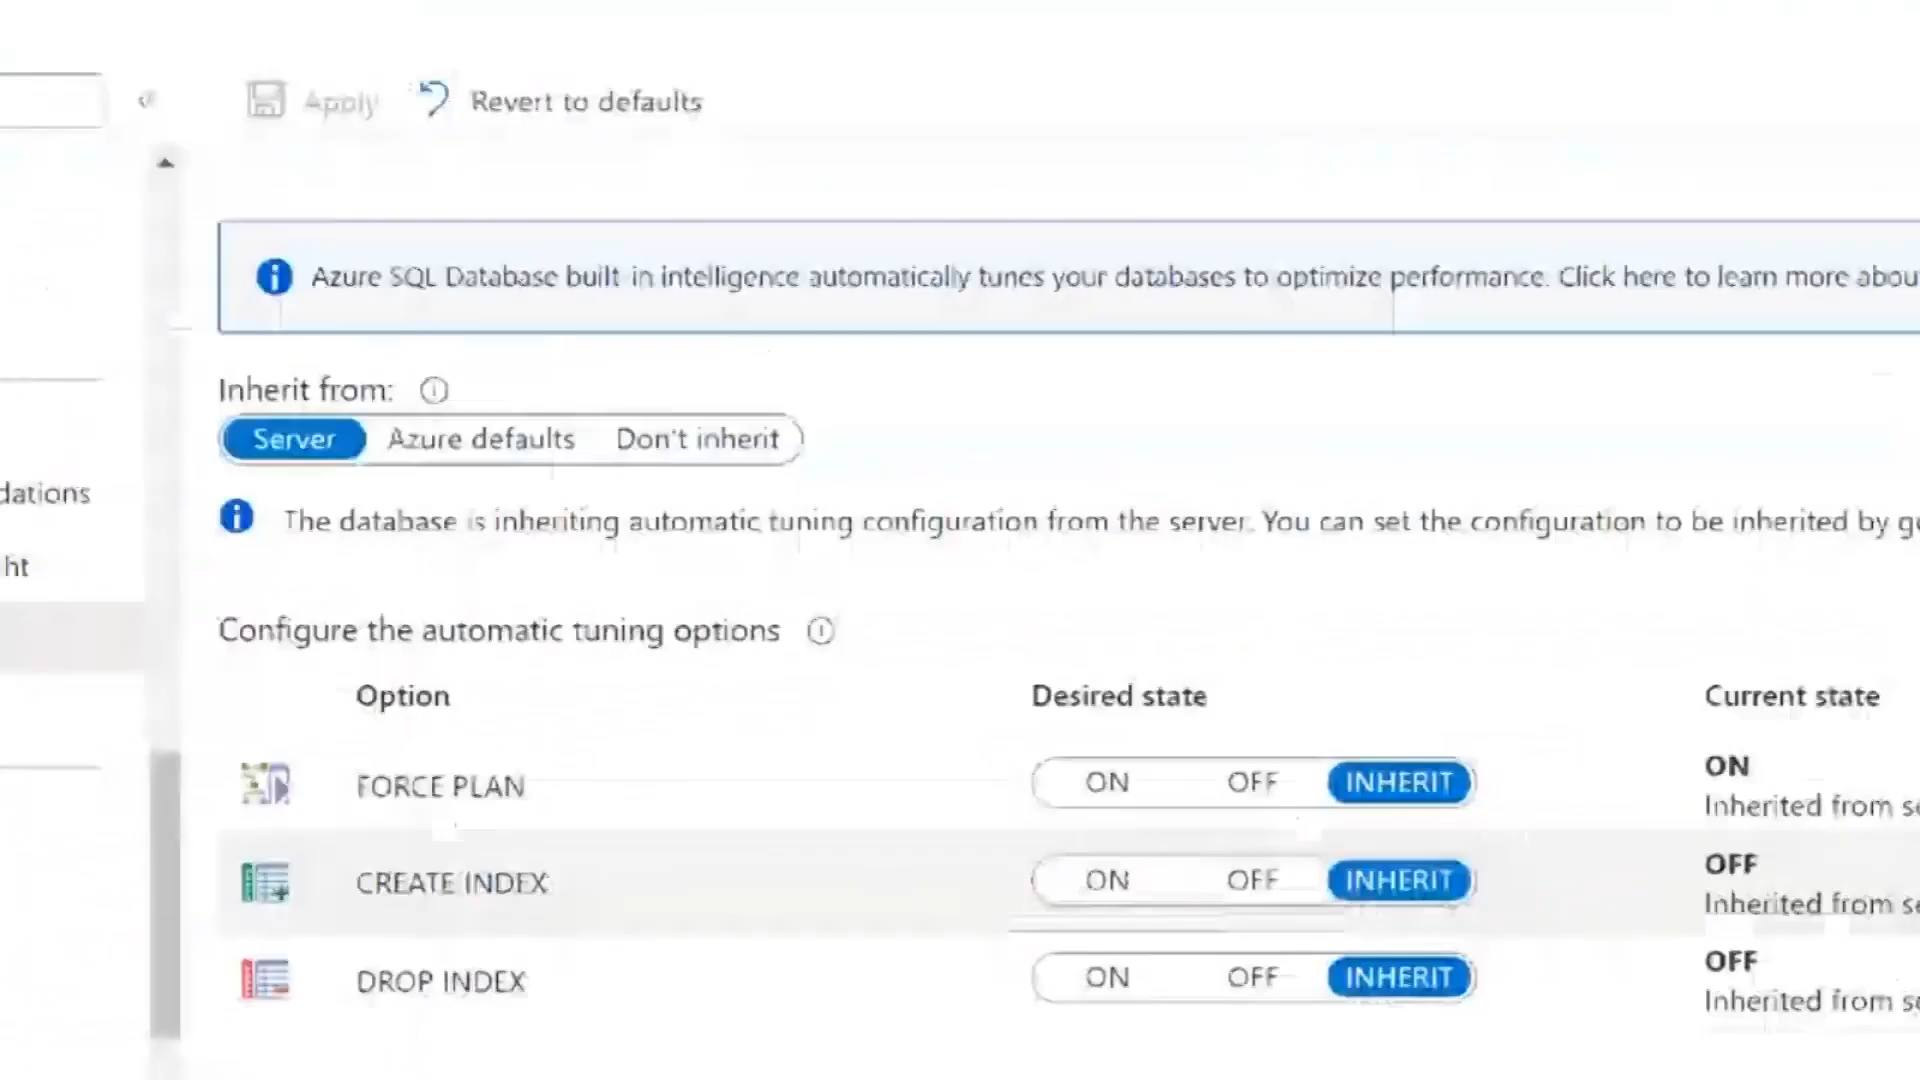 Apply Revert to defaults
Azure SQL Database built in intelligence automatically tunes your databases to optimize performance. Click here to learn more abou
Inherit from:
Server Azure defaults Don't inherit
dations
The database is inheriting automatic tuning configuration from the server. You can set the configuration to be inherited by g
ht
Configure the automatic tuning options
Option Desired state Current state
FORCE PLAN ON OFF INHERIT ON
Inherited from se
CREATE INDEX ON OFF INHERIT OFF
Inherited from se
DROP INDEX ON OFF INHERIT OFF
Inherited from se